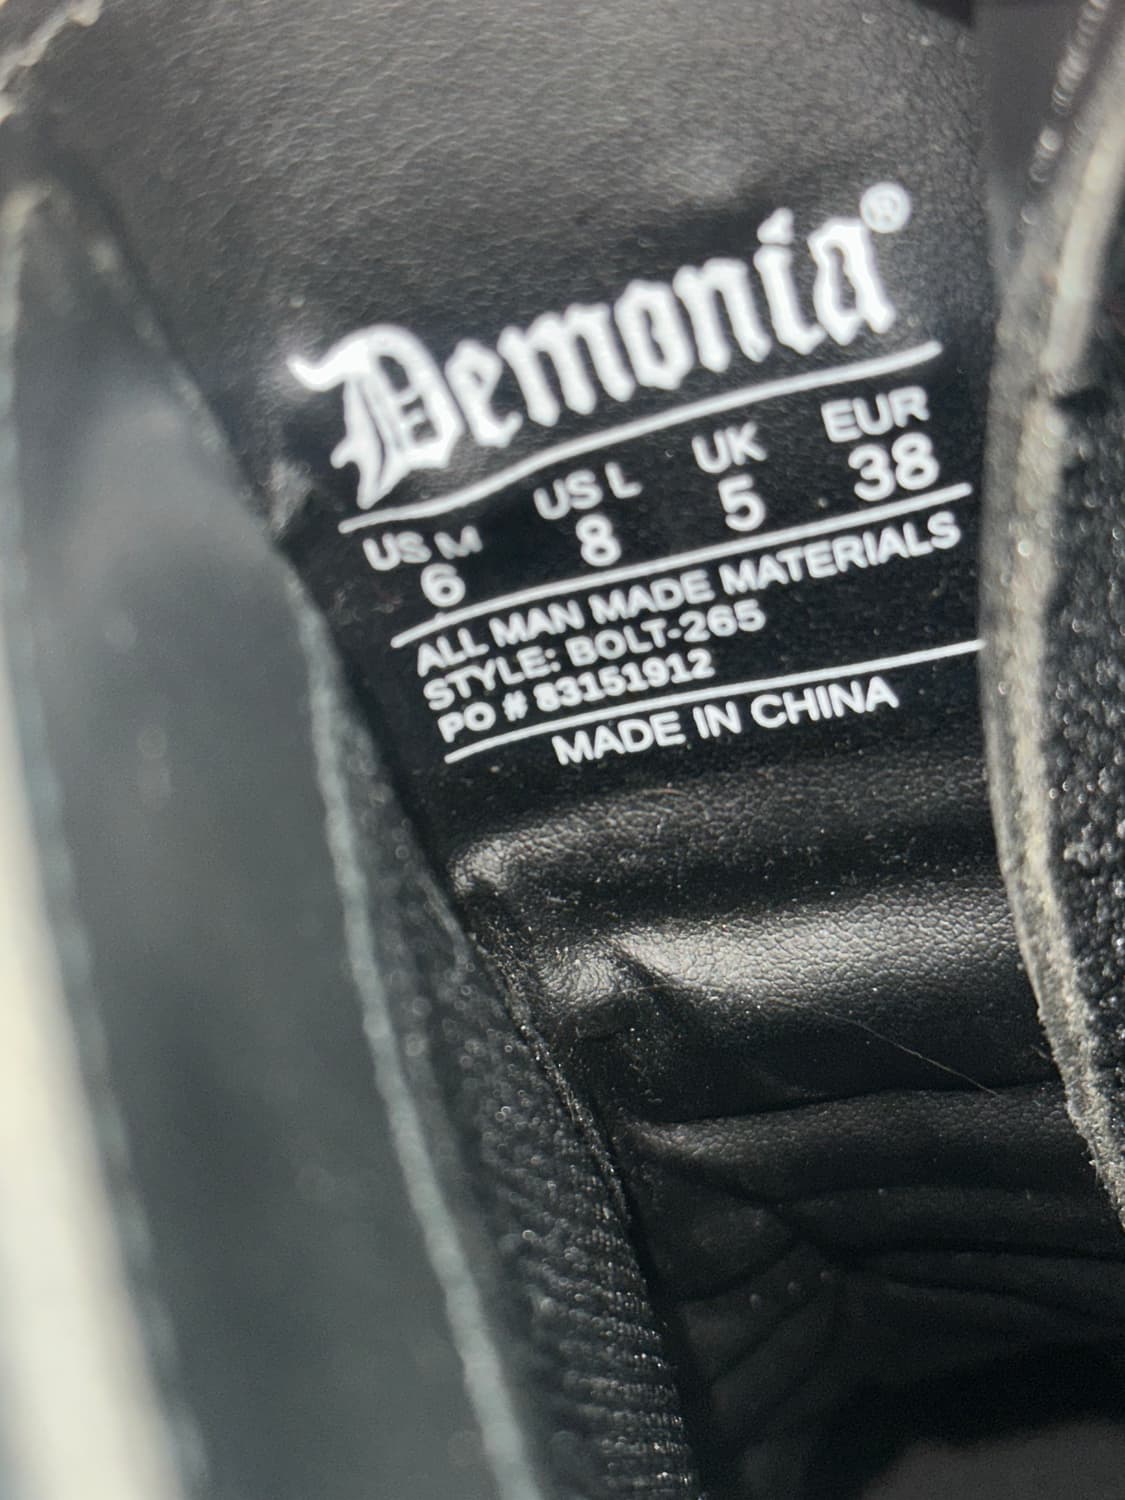 Demonia®
US M US L UK EUR
6 8 5 38
ALL MAN MADE MATERIALS
STYLE: BOLT-265
PO # 83151912
MADE IN CHINA